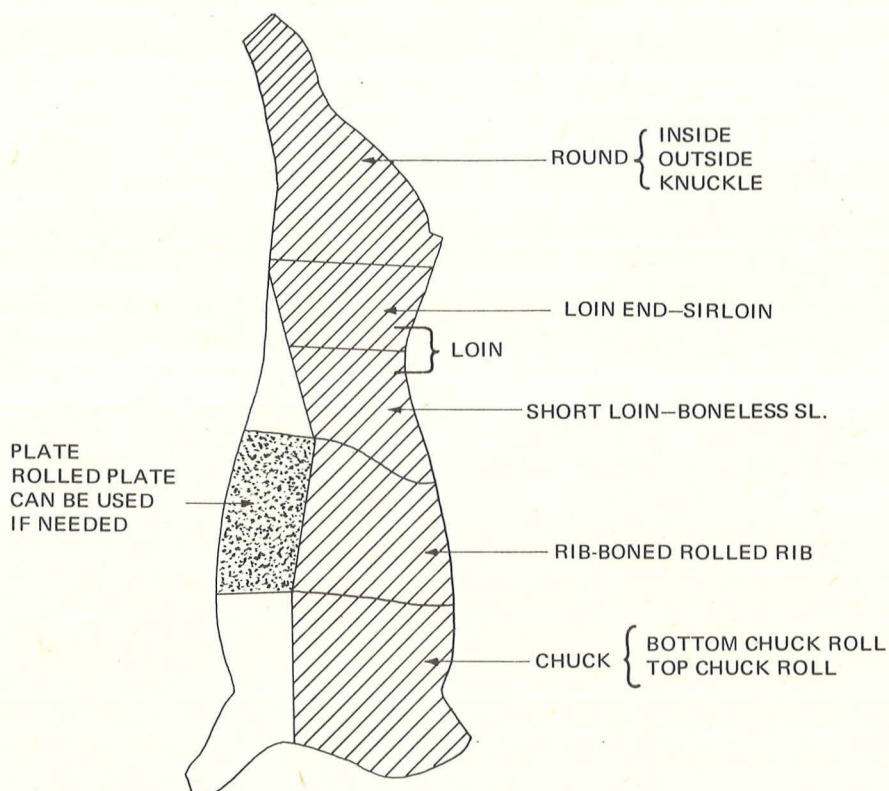 ROUND
INSIDE
OUTSIDE
KNUCKLE
LOIN END—SIRLOIN
LOIN
SHORT LOIN—BONELESS SL.
PLATE
ROLLED PLATE
CAN BE USED
IF NEEDED
RIB-BONED ROLLED RIB
CHUCK
BOTTOM CHUCK ROLL
TOP CHUCK ROLL